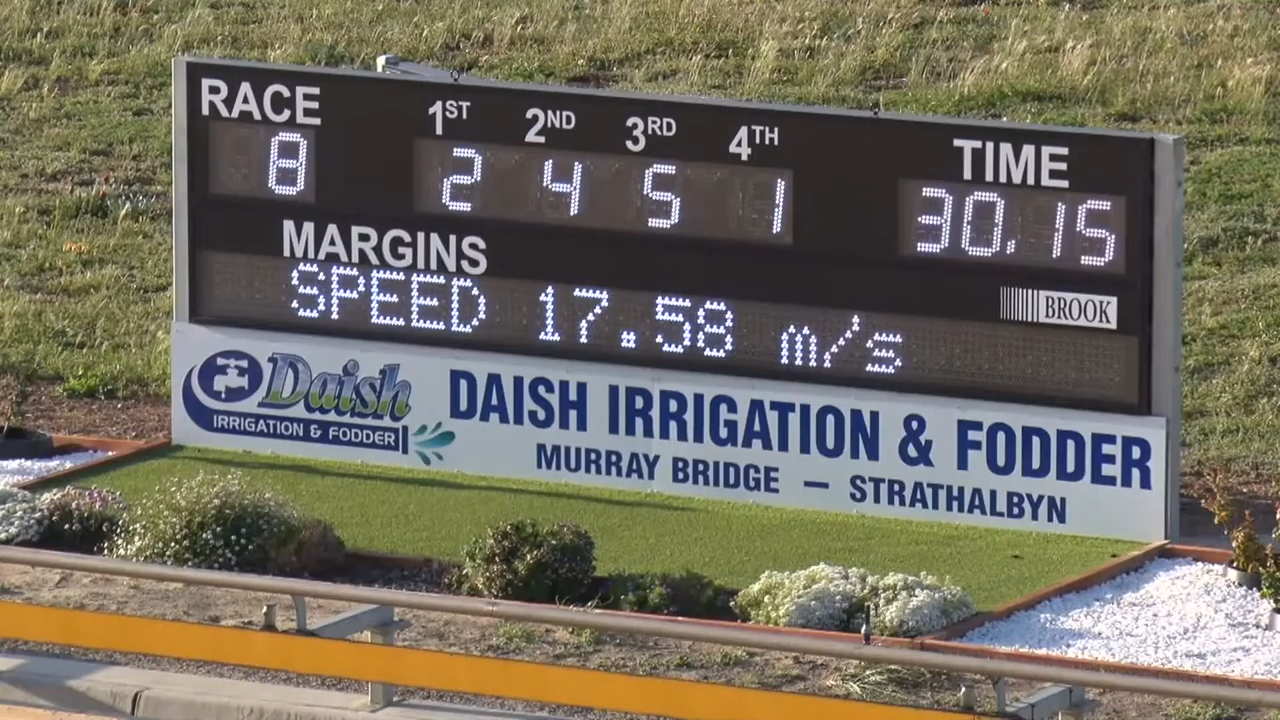 RACE 1ST 2ND 3RD 4TH TIME
8 2 4 5 1 30.15
MARGINS
SPEED 17.58 m/s
BROOK
Daish
IRRIGATION & FODDER
DAISH IRRIGATION & FODDER
MURRAY BRIDGE – STRATHALBYN